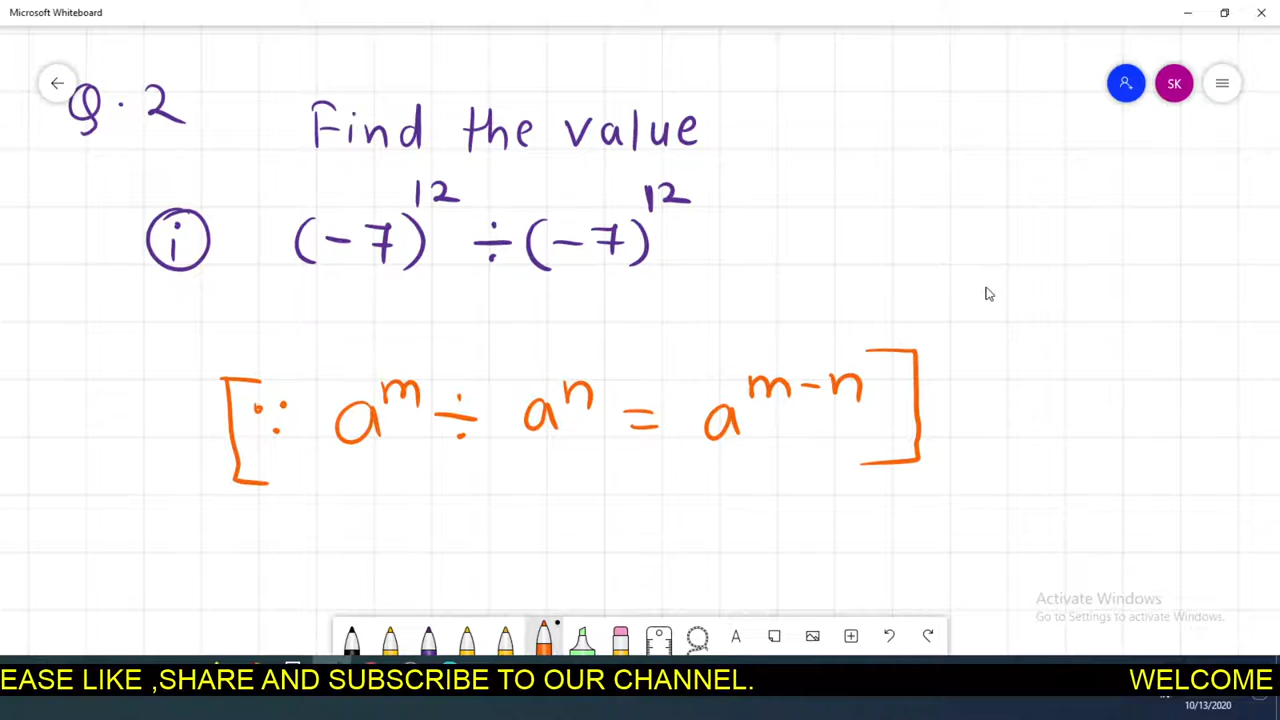 Microsoft Whiteboard
Q. 2 Find the value
SK
(i) (-7)^12 ÷ (-7)^12
[∵ a^m ÷ a^n = a^(m-n)]
Activate Windows
Go to Settings to activate Windows.
A
EASE LIKE ,SHARE AND SUBSCRIBE TO OUR CHANNEL. WELCOME
10/13/2020